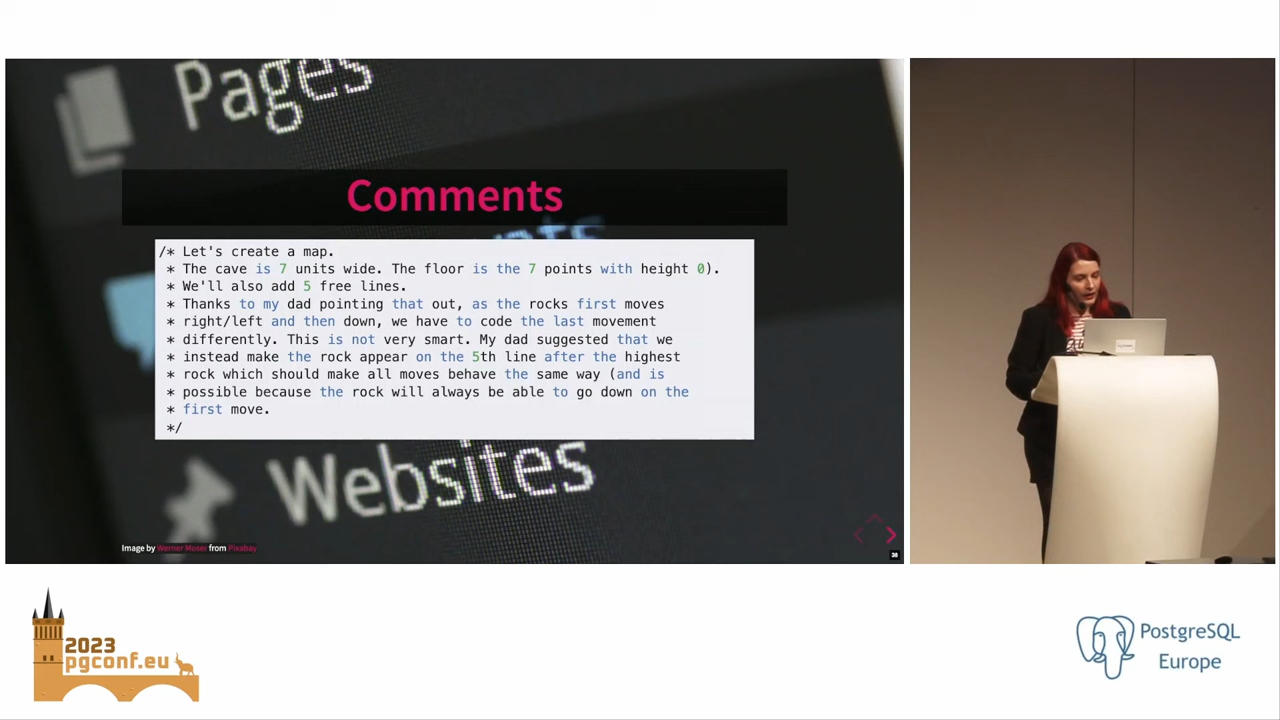 Pages
Comments
/* Let's create a map.
* The cave is 7 units wide. The floor is the 7 points with height 0).
* We'll also add 5 free lines.
* Thanks to my dad pointing that out, as the rocks first moves
* right/left and then down, we have to code the last movement
* differently. This is not very smart. My dad suggested that we
* instead make the rock appear on the 5th line after the highest
* rock which should make all moves behave the same way (and is
* possible because the rock will always be able to go down on the
* first move.
*/
Websites
Image by Werner Moser from Pixabay
38
2023
pgconf.eu
PostgreSQL
Europe